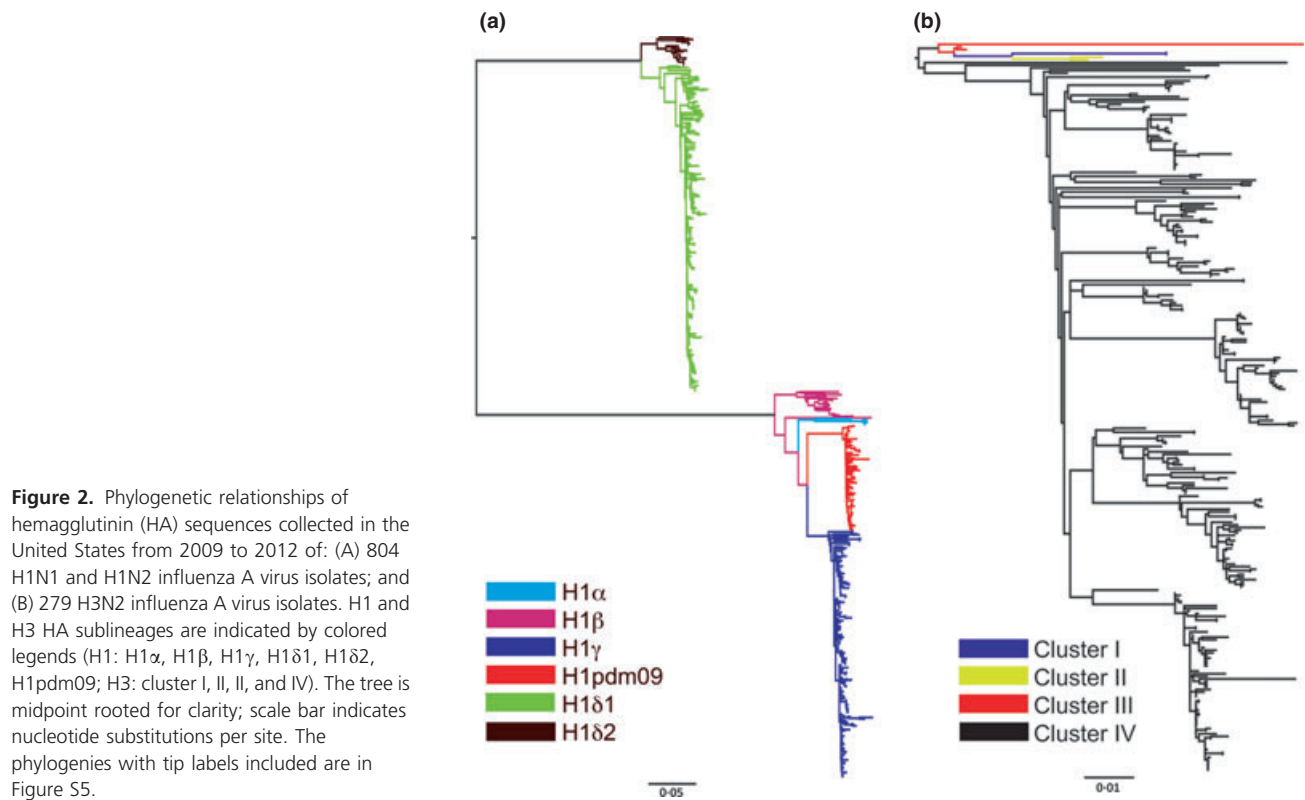 (a)
(b)
H1α
H1β
H1γ
H1pdm09
H1δ1
H1δ2
0·05
Cluster I
Cluster II
Cluster III
Cluster IV
0·01
Figure 2. Phylogenetic relationships of
hemagglutinin (HA) sequences collected in the
United States from 2009 to 2012 of: (A) 804
H1N1 and H1N2 influenza A virus isolates; and
(B) 279 H3N2 influenza A virus isolates. H1 and
H3 HA sublineages are indicated by colored
legends (H1: H1α, H1β, H1γ, H1δ1, H1δ2,
H1pdm09; H3: cluster I, II, II, and IV). The tree is
midpoint rooted for clarity; scale bar indicates
nucleotide substitutions per site. The
phylogenies with tip labels included are in
Figure S5.